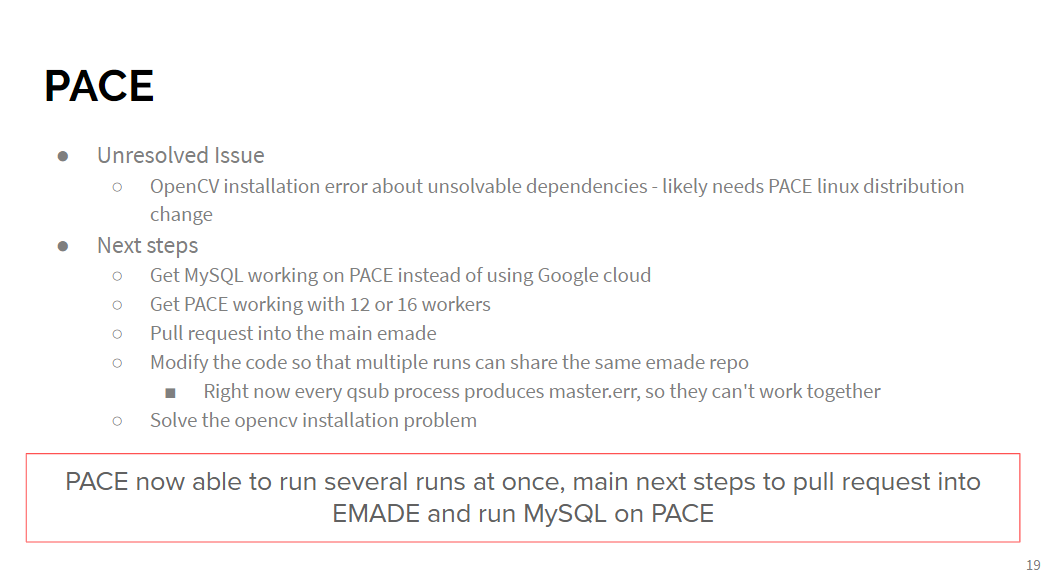 PACE
● Unresolved Issue
○ OpenCV installation error about unsolvable dependencies - likely needs PACE linux distribution
change
● Next steps
○ Get MySQL working on PACE instead of using Google cloud
○ Get PACE working with 12 or 16 workers
○ Pull request into the main emade
○ Modify the code so that multiple runs can share the same emade repo
■ Right now every qsub process produces master.err, so they can't work together
○ Solve the opencv installation problem
PACE now able to run several runs at once, main next steps to pull request into
EMADE and run MySQL on PACE
19